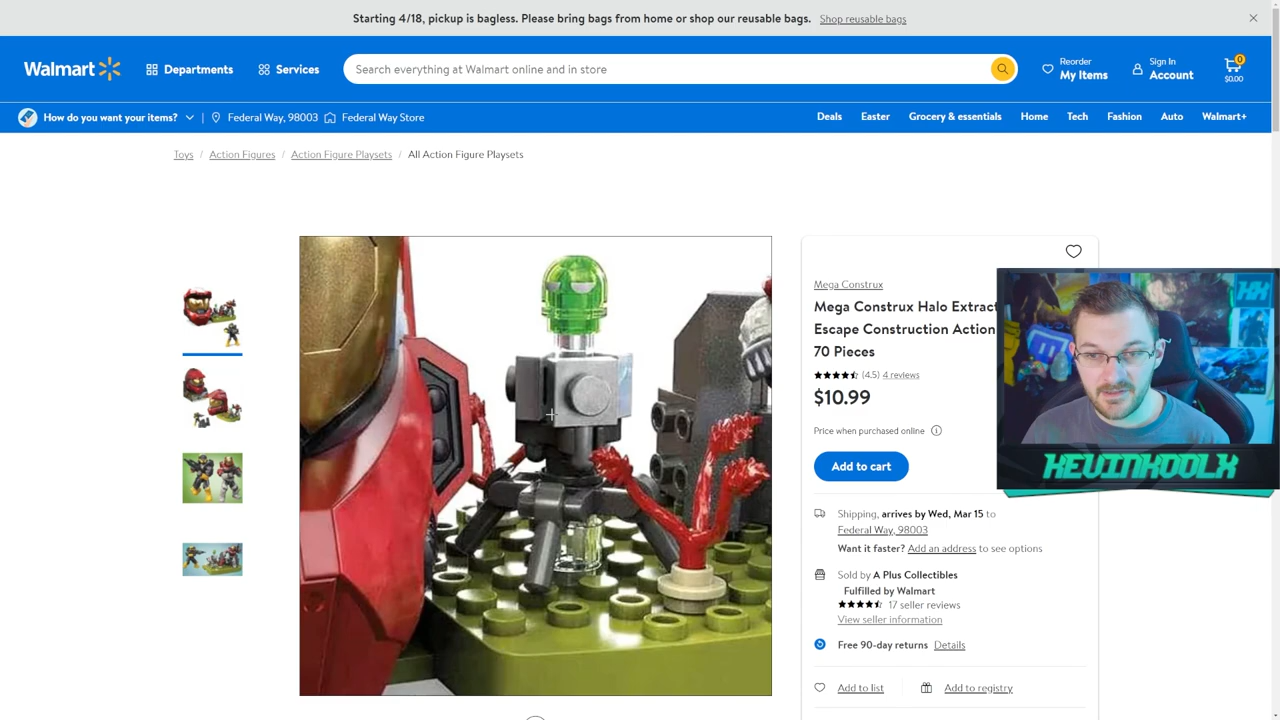 Starting 4/18, pickup is bagless. Please bring bags from home or shop our reusable bags. Shop reusable bags
Walmart
Departments
Services
Search everything at Walmart online and in store
Reorder
My Items
Sign In
Account
0
$0.00
How do you want your items? | Federal Way, 98003 Federal Way Store
Deals Easter Grocery & essentials Home Tech Fashion Auto Walmart+
Toys / Action Figures / Action Figure Playsets / All Action Figure Playsets
Mega Construx
Mega Construx Halo Extract
Escape Construction Action
70 Pieces
(4.5) 4 reviews
$10.99
Price when purchased online
Add to cart
KEVINKOOLX
Shipping, arrives by Wed, Mar 15 to
Federal Way, 98003
Want it faster? Add an address to see options
Sold by A Plus Collectibles
Fulfilled by Walmart
17 seller reviews
View seller information
Free 90-day returns Details
Add to list
Add to registry